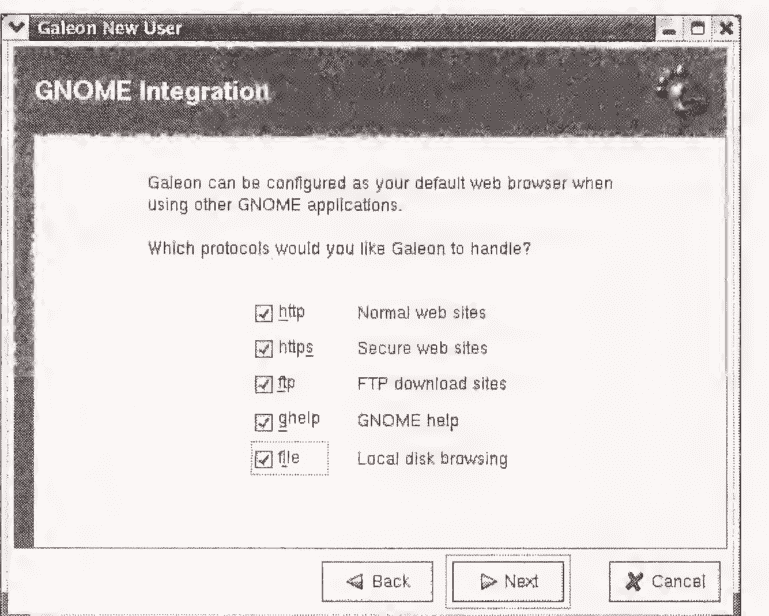 Galeon New User
GNOME Integration
Galeon can be configured as your default web browser when
using other GNOME applications.
Which protocols would you like Galeon to handle?
http Normal web sites
https Secure web sites
ftp FTP download sites
ghelp GNOME help
file Local disk browsing
Back Next Cancel